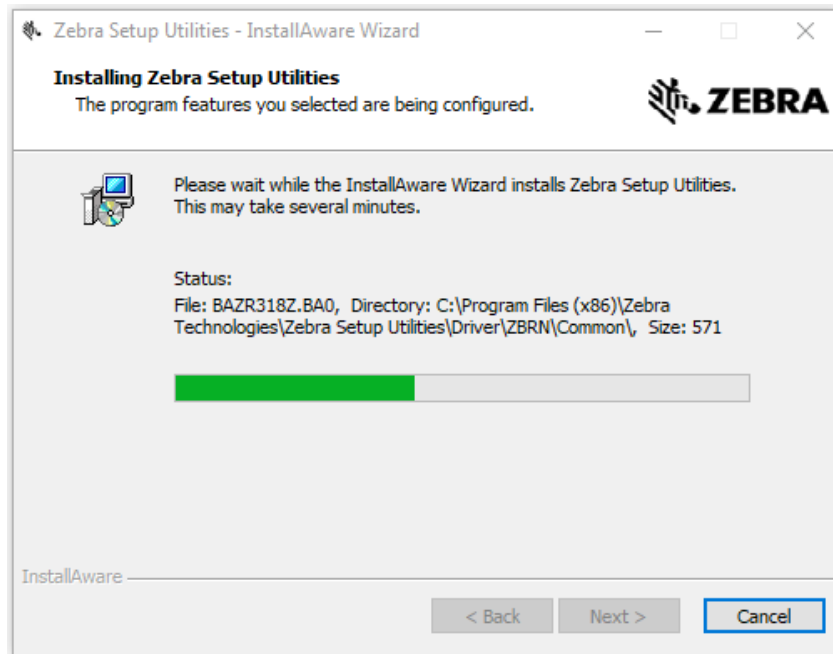 Zebra Setup Utilities - InstallAware Wizard
Installing Zebra Setup Utilities
The program features you selected are being configured.
ZEBRA
Please wait while the InstallAware Wizard installs Zebra Setup Utilities.
This may take several minutes.
Status:
File: BAZR318Z.BA0, Directory: C:\Program Files (x86)\Zebra
Technologies\Zebra Setup Utilities\Driver\ZBRN\Common\, Size: 571
InstallAware
< Back
Next >
Cancel